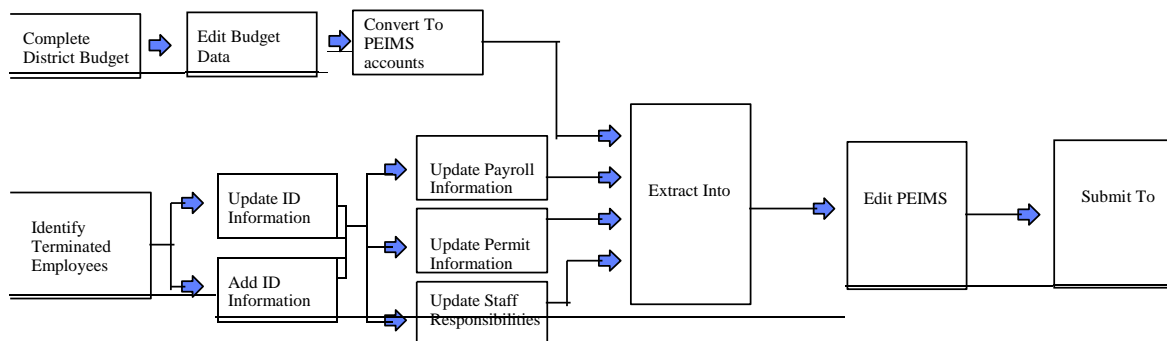 Complete
District Budget
Edit Budget
Data
Convert To
PEIMS
accounts
Identify
Terminated
Employees
Update ID
Information
Add ID
Information
Update Payroll
Information
Update Permit
Information
Update Staff
Responsibilities
Extract Into
Edit PEIMS
Submit To